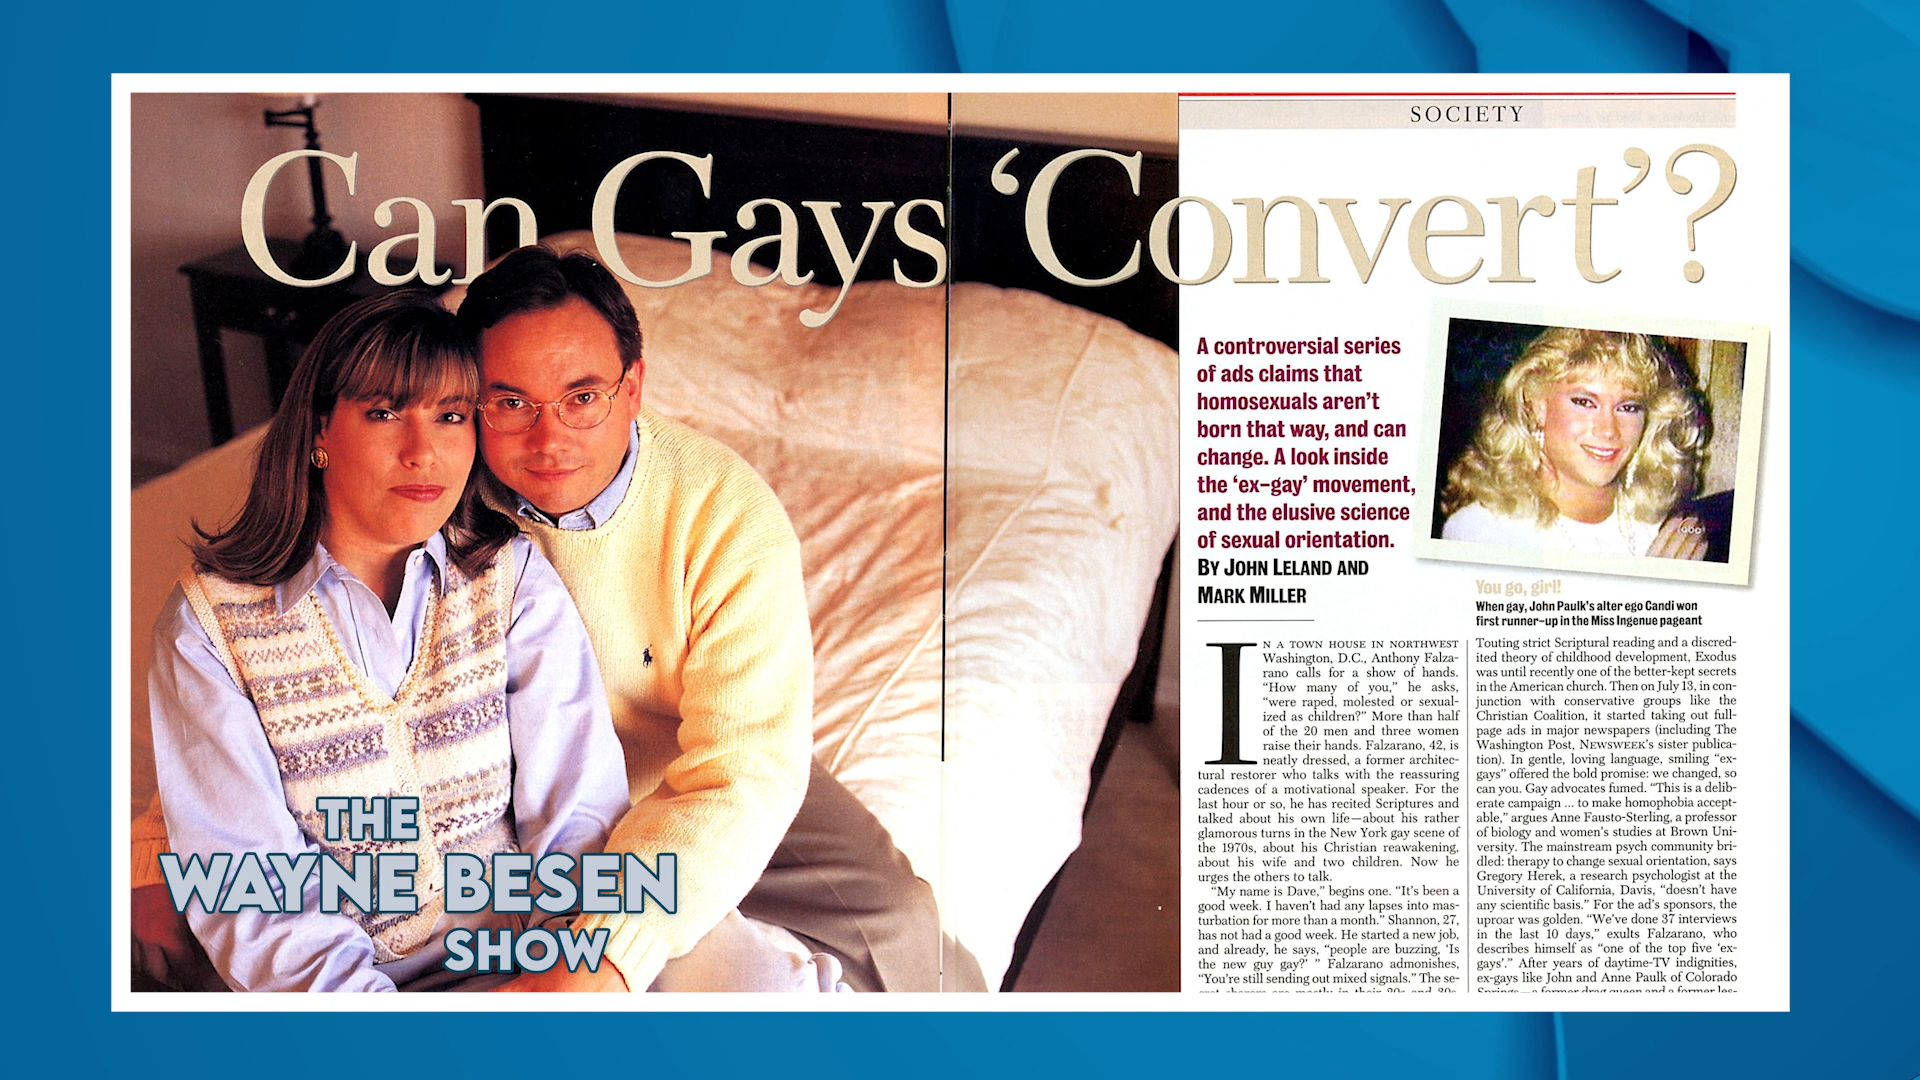 SOCIETY
Can Gays ‘Convert’?
A controversial series
of ads claims that
homosexuals aren’t
born that way, and can
change. A look inside
the ‘ex-gay’ movement,
and the elusive science
of sexual orientation.
BY JOHN LELAND AND
MARK MILLER
You go, girl!
When gay, John Paulk’s alter ego Candi won
first runner-up in the Miss Ingenue pageant
IN A TOWN HOUSE IN NORTHWEST
Washington, D.C., Anthony Falza-
rano calls for a show of hands.
“How many of you,” he asks,
“were raped, molested or sexual-
ized as children?” More than half
of the 20 men and three women
raise their hands. Falzarano, 42, is
neatly dressed, a former architec-
tural restorer who talks with the reassuring
cadences of a motivational speaker. For the
last hour or so, he has recited Scriptures and
talked about his own life—about his rather
glamorous turns in the New York gay scene of
the 1970s, about his Christian reawakening,
about his wife and two children. Now he
urges the others to talk.
“My name is Dave,” begins one. “It’s been a
good week. I haven’t had any lapses into mas-
turbation for more than a month.” Shannon, 27,
has not had a good week. He started a new job,
and already, he says, “people are buzzing, ‘Is
the new guy gay?’ ” Falzarano admonishes,
“You’re still sending out mixed signals.” The se-
cret sharers are mostly in their 20s and 30s,
Touting strict Scriptural reading and a discred-
ited theory of childhood development, Exodus
was until recently one of the better-kept secrets
in the American church. Then on July 13, in con-
junction with conservative groups like the
Christian Coalition, it started taking out full-
page ads in major newspapers (including The
Washington Post, NEWSWEEK’s sister publica-
tion). In gentle, loving language, smiling “ex-
gays” offered the bold promise: we changed, so
can you. Gay advocates fumed. “This is a delib-
erate campaign ... to make homophobia accept-
able,” argues Anne Fausto-Sterling, a professor
of biology and women’s studies at Brown Uni-
versity. The mainstream psych community bri-
dled: therapy to change sexual orientation, says
Gregory Herek, a research psychologist at the
University of California, Davis, “doesn’t have
any scientific basis.” For the ad’s sponsors, the
uproar was golden. “We’ve done 37 interviews
in the last 10 days,” exults Falzarano, who
describes himself as “one of the top five ‘ex-
gays’.” After years of daytime-TV indignities,
ex-gays like John and Anne Paulk of Colorado
Springs—a former drag queen and a former les-
THE
WAYNE BESEN
SHOW